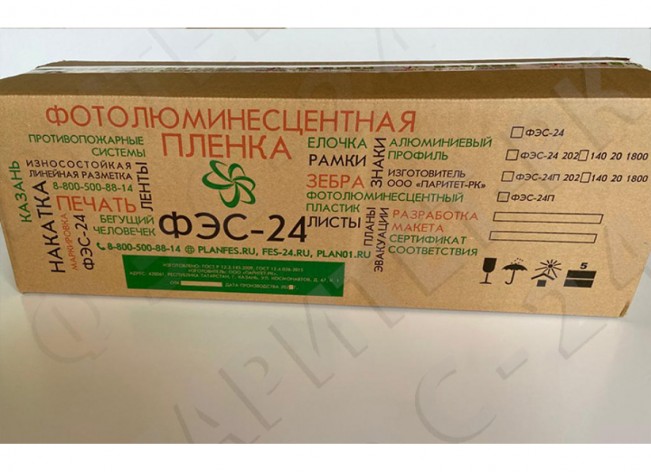 ФОТОЛЮМИНЕСЦЕНТНАЯ
ПЛЕНКА
ПРОТИВОПОЖАРНЫЕ
СИСТЕМЫ
КАЗАНЬ
ИЗНОСОСТОЙКАЯ
ЛИНЕЙНАЯ РАЗМЕТКА
8-800-500-88-14
ЛЕНТЫ
НАКАТКА
МАРКИРОВКА
ФЭС-24
ПЕЧАТЬ
БЕГУЩИЙ
ЧЕЛОВЕЧЕК
ФЭС-24
ЕЛОЧКА
РАМКИ
ЗНАКИ
АЛЮМИНИЕВЫЙ
ПРОФИЛЬ
ЗЕБРА
ИЗГОТОВИТЕЛЬ
ООО «ПАРИТЕТ-РК»
ФОТОЛЮМИНЕСЦЕНТНЫЙ
ПЛАСТИК
ЛИСТЫ
ПЛАНЫ
ЭВАКУАЦИИ
РАЗРАБОТКА
МАКЕТА
СЕРТИФИКАТ
СООТВЕТСТВИЯ
8-800-500-88-14 PLANFES.RU, FES-24.RU, PLAN01.RU
ДАТА ПРОИЗВОДСТВА
ФЭС-24
ФЭС-24 202 140 20 1800
ФЭС-24П 202 140 20 1800
ФЭС-24П
5